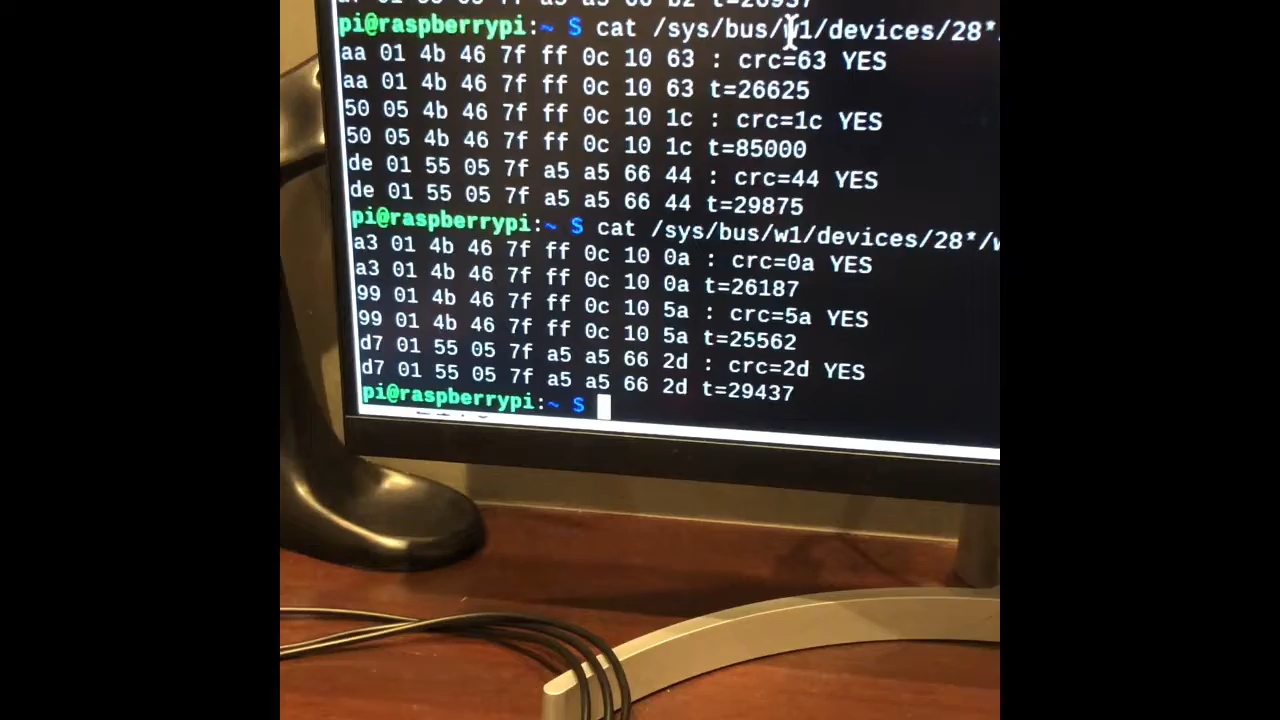 66 b2 t=26937
pi@raspberrypi:~ $ cat /sys/bus/w1/devices/28*
aa 01 4b 46 7f ff 0c 10 63 : crc=63 YES
aa 01 4b 46 7f ff 0c 10 63 t=26625
50 05 4b 46 7f ff 0c 10 1c : crc=1c YES
50 05 4b 46 7f ff 0c 10 1c t=85000
de 01 55 05 7f a5 a5 66 44 : crc=44 YES
de 01 55 05 7f a5 a5 66 44 t=29875
pi@raspberrypi:~ $ cat /sys/bus/w1/devices/28*/w
a3 01 4b 46 7f ff 0c 10 0a : crc=0a YES
a3 01 4b 46 7f ff 0c 10 0a t=26187
99 01 4b 46 7f ff 0c 10 5a : crc=5a YES
99 01 4b 46 7f ff 0c 10 5a t=25562
d7 01 55 05 7f a5 a5 66 2d : crc=2d YES
d7 01 55 05 7f a5 a5 66 2d t=29437
pi@raspberrypi:~ $